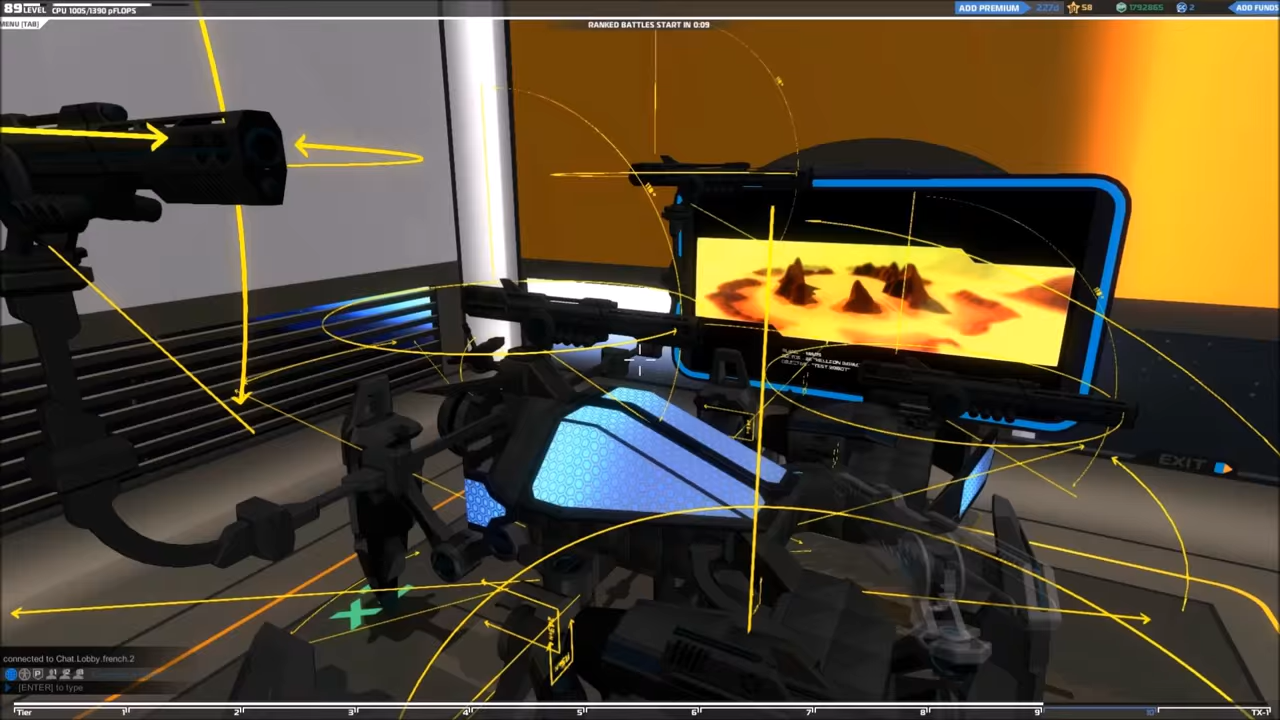 89 LEVEL CPU 1005/1390 pFLOPS
MENU [TAB]
RANKED BATTLES START IN 0:09
ADD PREMIUM 227d 58 1792865 2 ADD FUNDS
EXIT
connected to Chat.Lobby.french.2
[ENTER] to type
Tier 1 2 3 4 5 6 7 8 9 10 TX-1